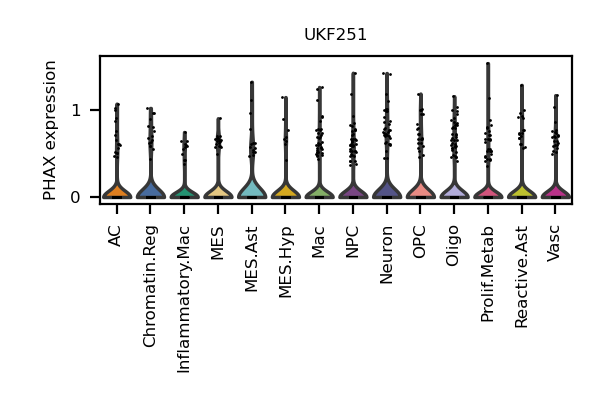 UKF251
PHAX expression
1
0
AC
Chromatin.Reg
Inflammatory.Mac
MES
MES.Ast
MES.Hyp
Mac
NPC
Neuron
OPC
Oligo
Prolif.Metab
Reactive.Ast
Vasc